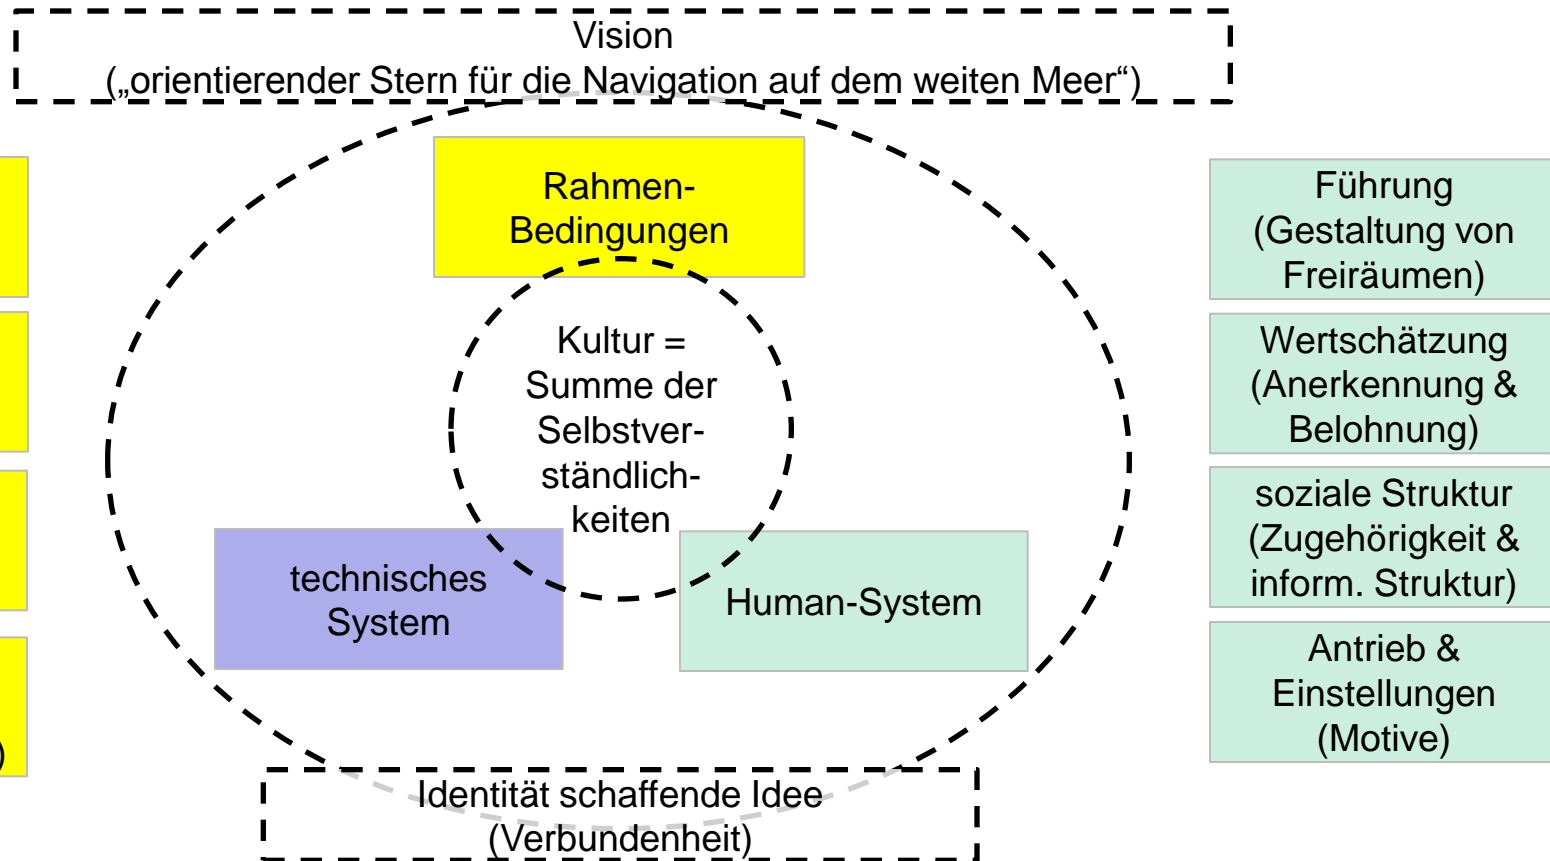 Vision
(„orientierender Stern für die Navigation auf dem weiten Meer“)
Rahmen-
Bedingungen
Kultur =
Summe der
Selbstver-
ständlich-
keiten
technisches
System
Human-System
Identität schaffende Idee
(Verbundenheit)
)
Führung
(Gestaltung von
Freiräumen)
Wertschätzung
(Anerkennung &
Belohnung)
soziale Struktur
(Zugehörigkeit &
inform. Struktur)
Antrieb &
Einstellungen
(Motive)